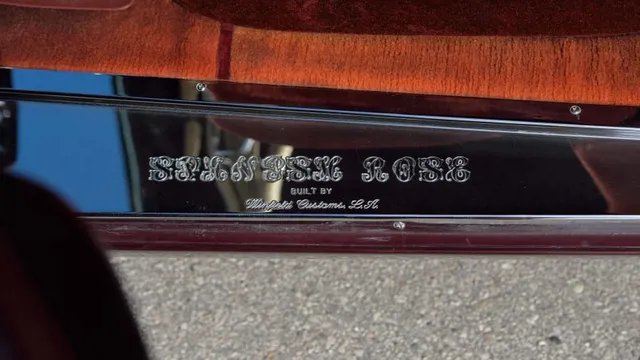 SPANISH ROSE
BUILT BY
Winfield Customs, L.A.